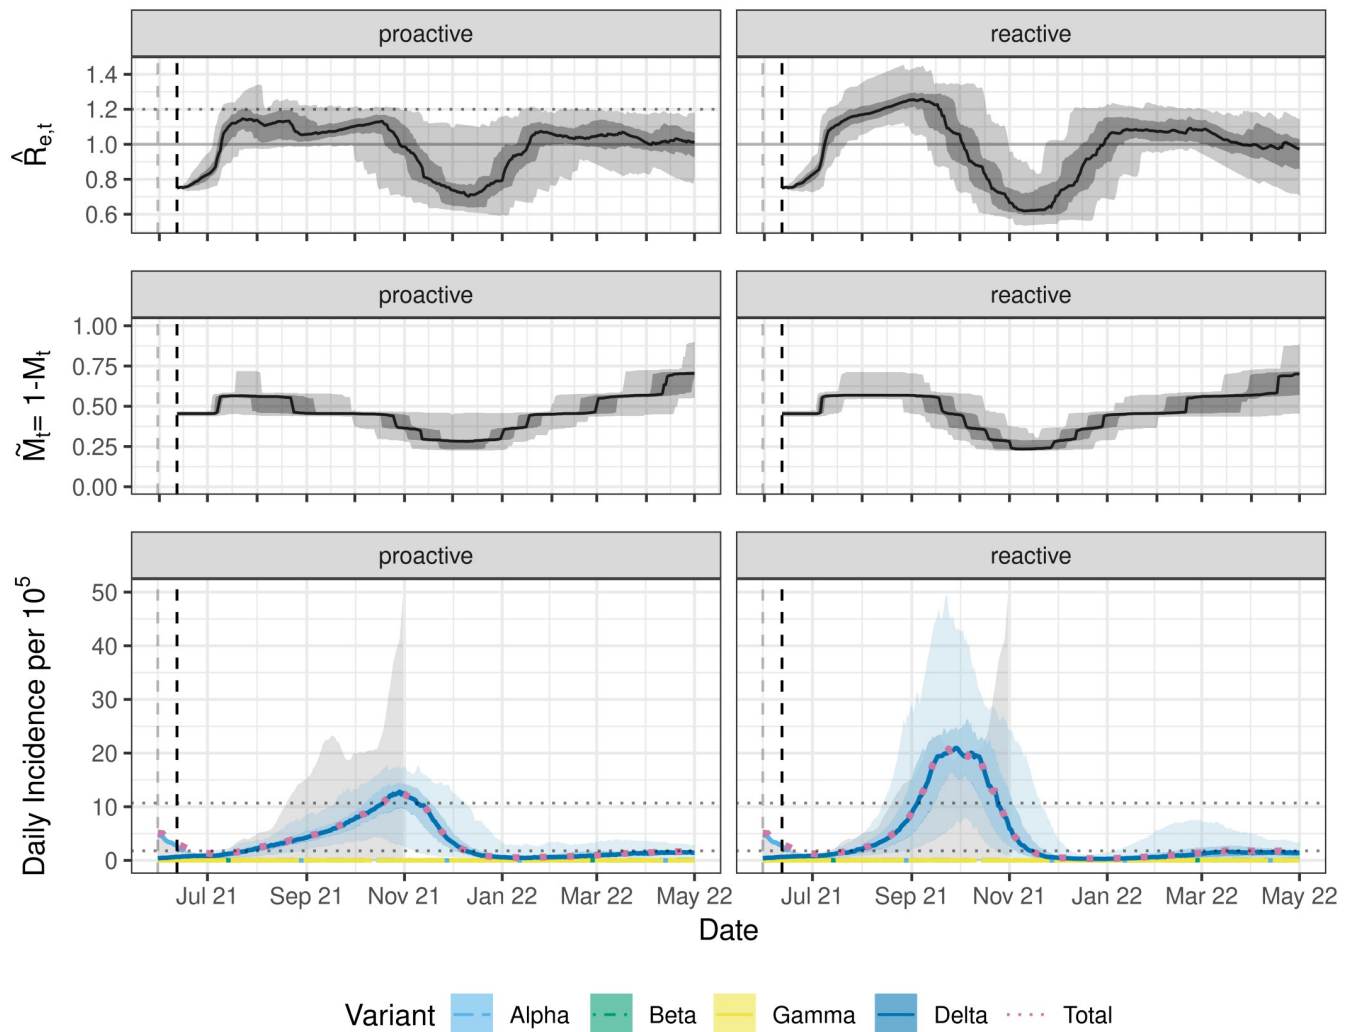 proactive
reactive
R̂e,t
1.4
1.2
1.0
0.8
0.6
proactive
reactive
M̃t= 1-Mt
1.00
0.75
0.50
0.25
0.00
proactive
reactive
Daily Incidence per 10⁵
50
40
30
20
10
0
Jul 21 Sep 21 Nov 21 Jan 22 Mar 22 May 22 Jul 21 Sep 21 Nov 21 Jan 22 Mar 22 May 22
Date
Variant Alpha Beta Gamma Delta Total